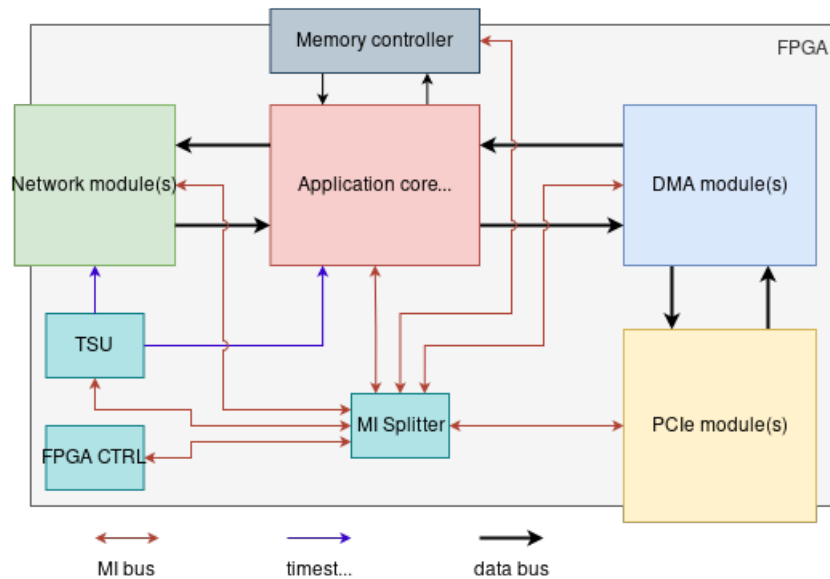 Memory controller
FPGA
Network module(s)
Application core...
DMA module(s)
TSU
MI Splitter
PCIe module(s)
FPGA CTRL
MI bus
timest...
data bus